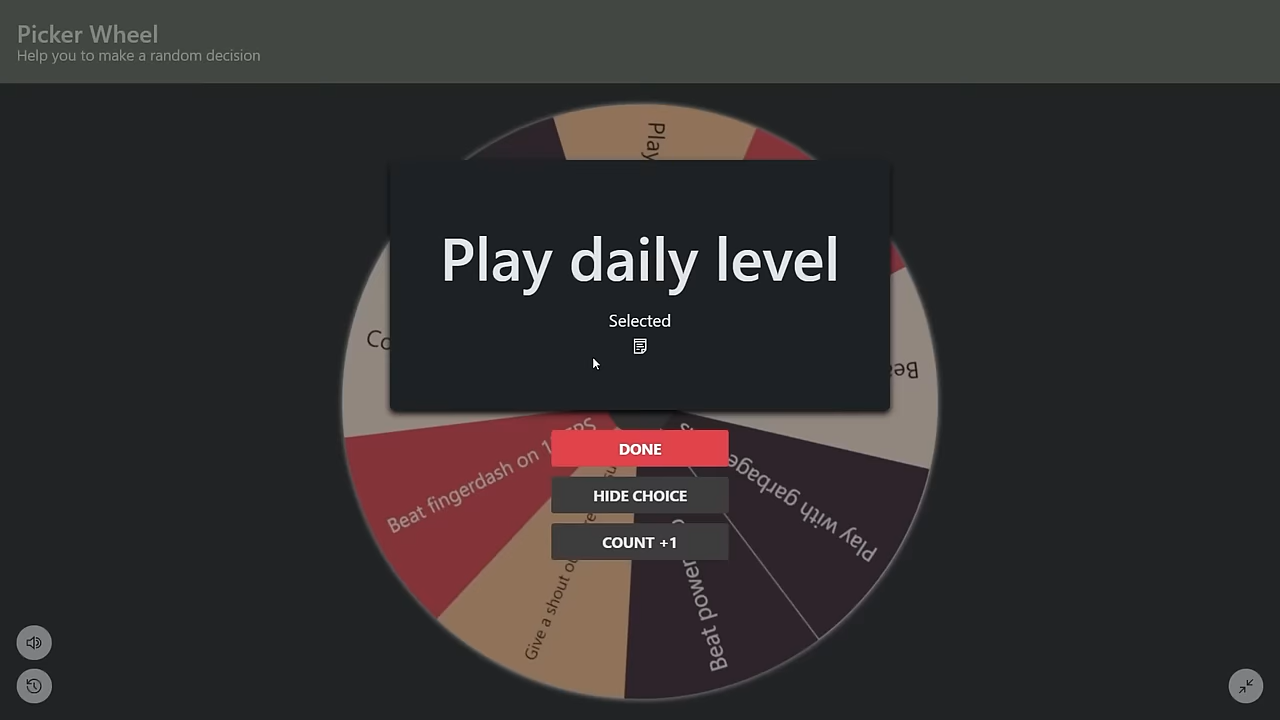 Picker Wheel
Help you to make a random decision
Play
Play daily level
Selected
DONE
HIDE CHOICE
COUNT +1
Beat fingerdash on
Give a shout
Beat power
Play with garbage